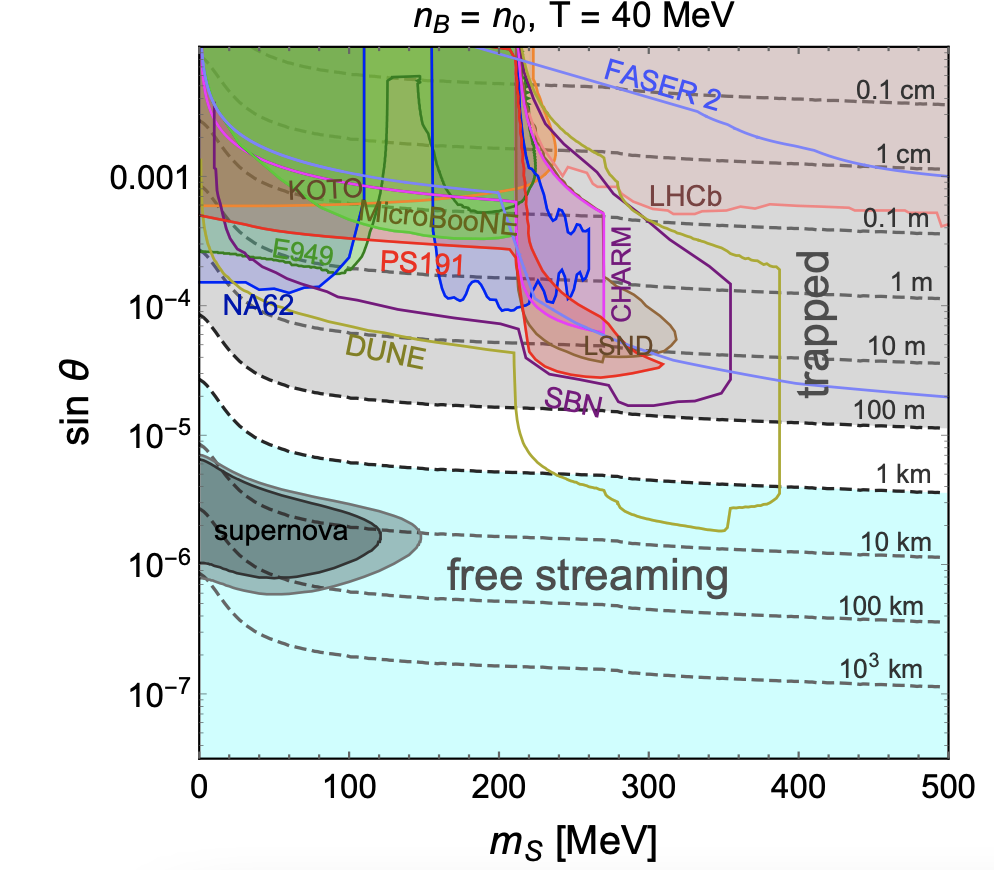 n_B = n_0, T = 40 MeV
FASER 2
0.1 cm
1 cm
0.001
KOTO
LHCb
MicroBooNE
0.1 m
E949
PS191
CHARM
trapped
1 m
NA62
10⁻⁴
DUNE
LSND
10 m
sin θ
SBN
100 m
10⁻⁵
1 km
supernova
10 km
10⁻⁶
free streaming
100 km
10³ km
10⁻⁷
0 100 200 300 400 500
m_S [MeV]